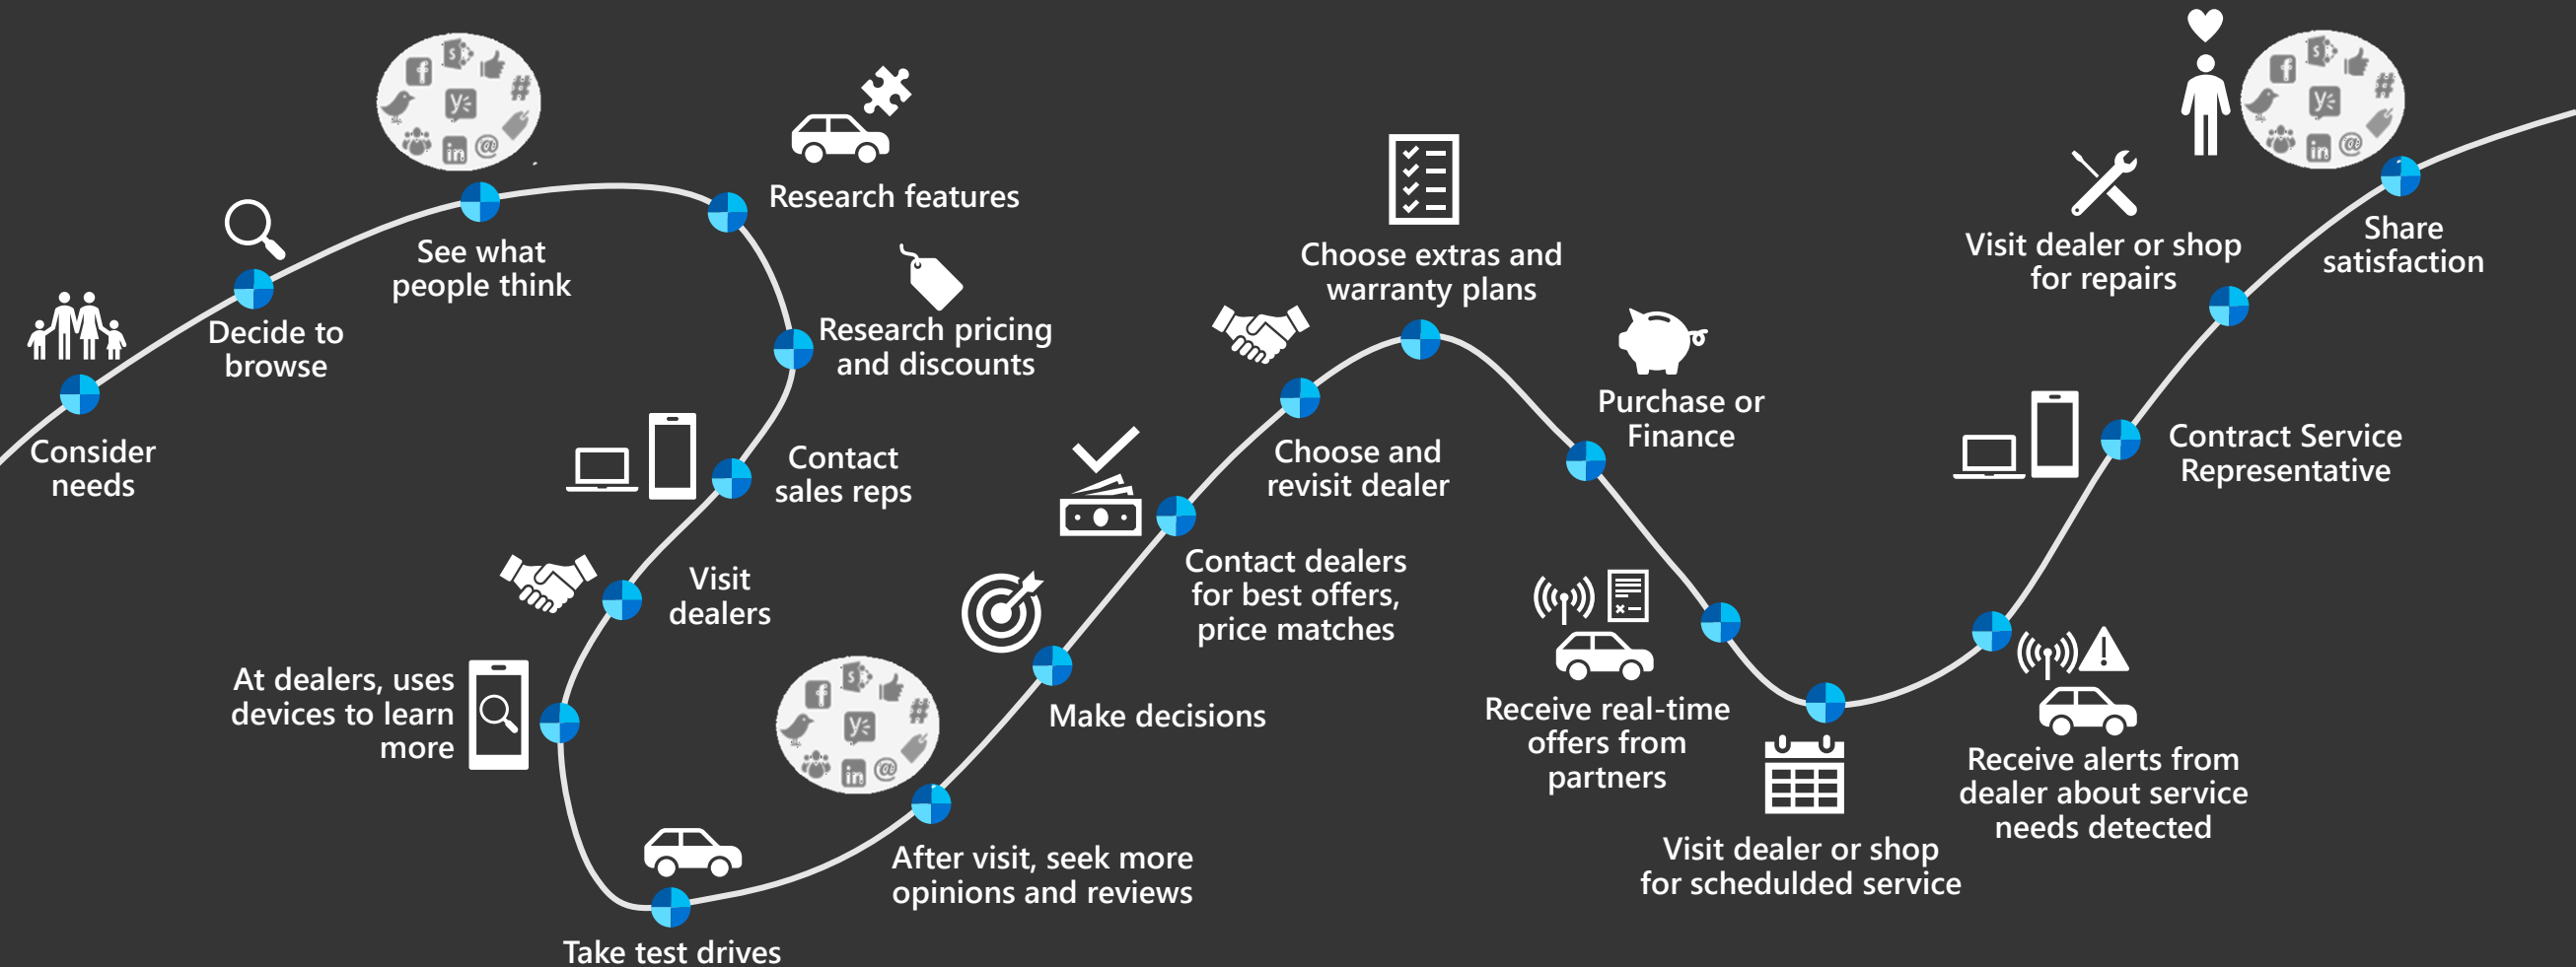 Consider
needs
Decide to
browse
See what
people think
Research features
Research pricing
and discounts
Contact
sales reps
Visit
dealers
At dealers, uses
devices to learn
more
Take test drives
After visit, seek more
opinions and reviews
Make decisions
Contact dealers
for best offers,
price matches
Choose and
revisit dealer
Choose extras and
warranty plans
Purchase or
Finance
Receive real-time
offers from
partners
Visit dealer or shop
for schedulded service
Receive alerts from
dealer about service
needs detected
Contract Service
Representative
Visit dealer or shop
for repairs
Share
satisfaction